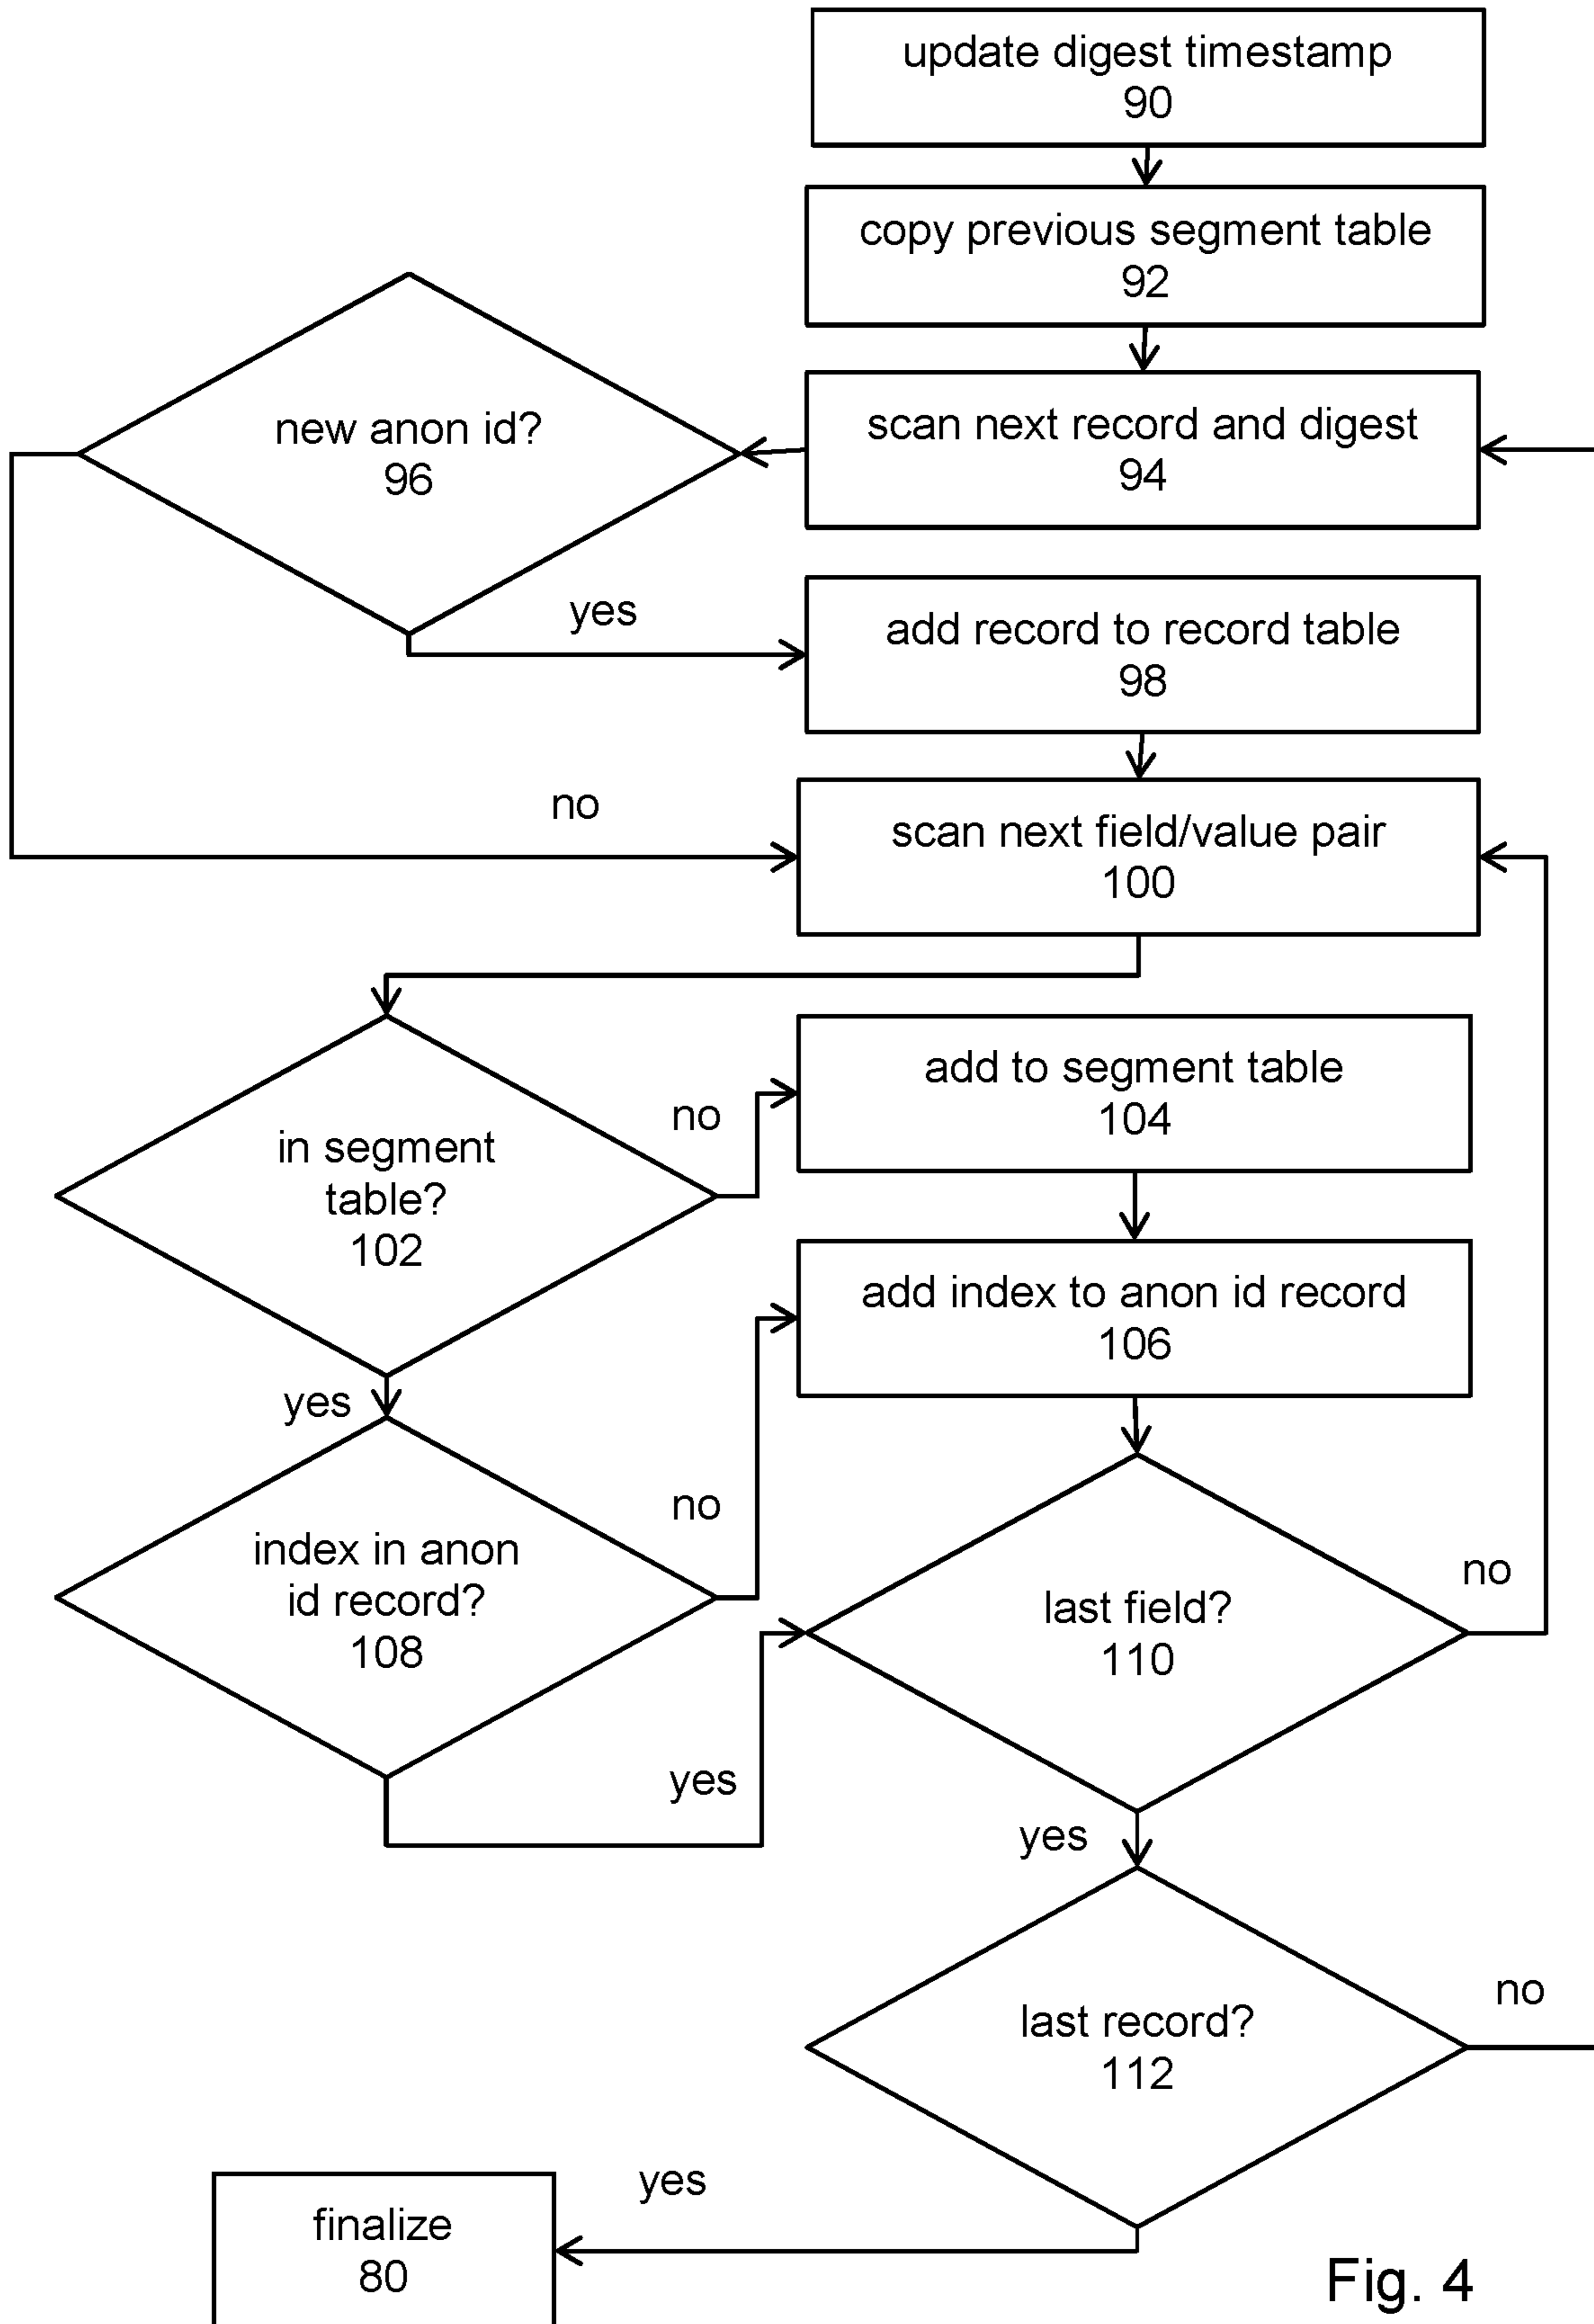 update digest timestamp
90
copy previous segment table
92
new anon id?
96
scan next record and digest
94
yes
add record to record table
98
no
scan next field/value pair
100
in segment
table?
102
no
add to segment table
104
add index to anon id record
106
yes
index in anon
id record?
108
no
last field?
110
no
yes
yes
last record?
112
no
yes
finalize
80
Fig. 4